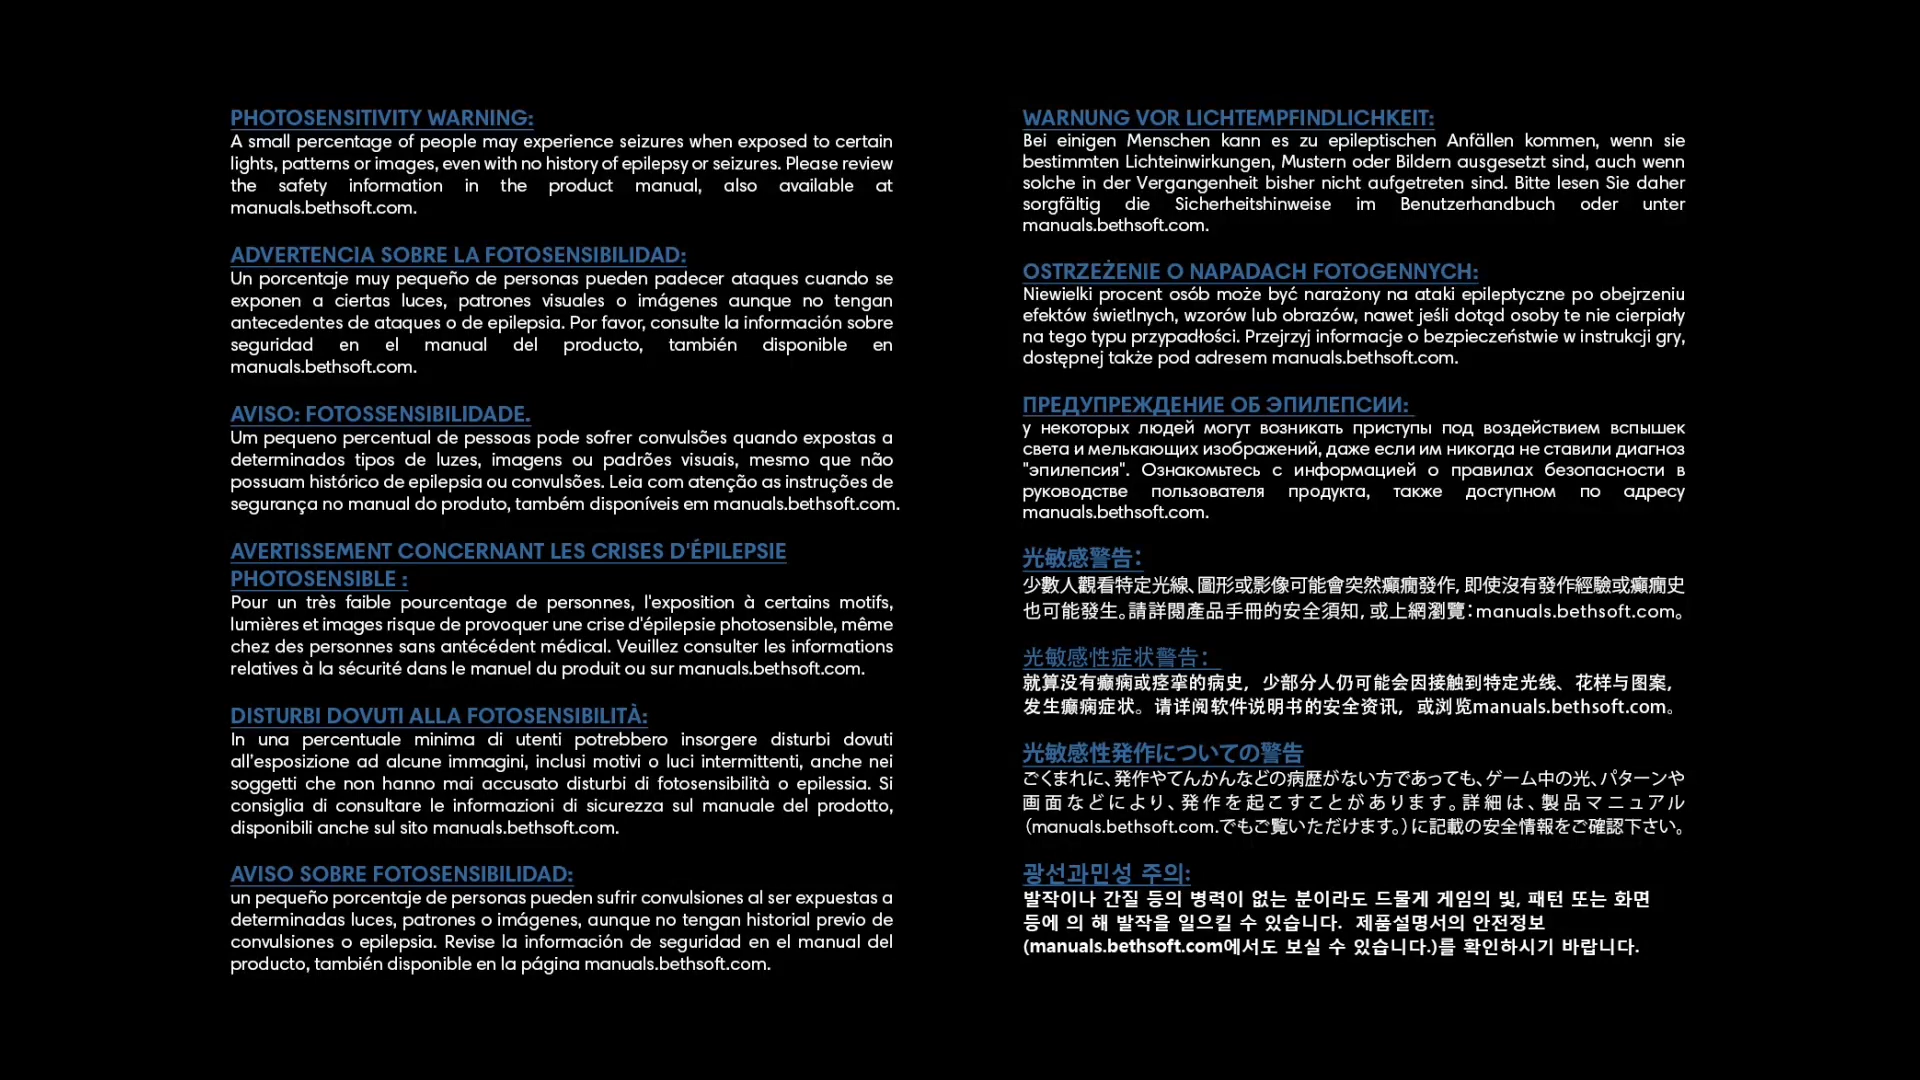 PHOTOSENSITIVITY WARNING:
A small percentage of people may experience seizures when exposed to certain
lights, patterns or images, even with no history of epilepsy or seizures. Please review
the safety information in the product manual, also available at
manuals.bethsoft.com.
ADVERTENCIA SOBRE LA FOTOSENSIBILIDAD:
Un porcentaje muy pequeño de personas pueden padecer ataques cuando se
exponen a ciertas luces, patrones visuales o imágenes aunque no tengan
antecedentes de ataques o de epilepsia. Por favor, consulte la información sobre
seguridad en el manual del producto, también disponible en
manuals.bethsoft.com.
AVISO: FOTOSSENSIBILIDADE.
Um pequeno percentual de pessoas pode sofrer convulsões quando expostas a
determinados tipos de luzes, imagens ou padrões visuais, mesmo que não
possuam histórico de epilepsia ou convulsões. Leia com atenção as instruções de
segurança no manual do produto, também disponíveis em manuals.bethsoft.com.
AVERTISSEMENT CONCERNANT LES CRISES D'ÉPILEPSIE
PHOTOSENSIBLE :
Pour un très faible pourcentage de personnes, l'exposition à certains motifs,
lumières et images risque de provoquer une crise d'épilepsie photosensible, même
chez des personnes sans antécédent médical. Veuillez consulter les informations
relatives à la sécurité dans le manuel du produit ou sur manuals.bethsoft.com.
DISTURBI DOVUTI ALLA FOTOSENSIBILITÀ:
In una percentuale minima di utenti potrebbero insorgere disturbi dovuti
all'esposizione ad alcune immagini, inclusi motivi o luci intermittenti, anche nei
soggetti che non hanno mai accusato disturbi di fotosensibilità o epilessia. Si
consiglia di consultare le informazioni di sicurezza sul manuale del prodotto,
disponibili anche sul sito manuals.bethsoft.com.
AVISO SOBRE FOTOSENSIBILIDAD:
un pequeño porcentaje de personas pueden sufrir convulsiones al ser expuestas a
determinadas luces, patrones o imágenes, aunque no tengan historial previo de
convulsiones o epilepsia. Revise la información de seguridad en el manual del
producto, también disponible en la página manuals.bethsoft.com.
WARNUNG VOR LICHTEMPFINDLICHKEIT:
Bei einigen Menschen kann es zu epileptischen Anfällen kommen, wenn sie
bestimmten Lichteinwirkungen, Mustern oder Bildern ausgesetzt sind, auch wenn
solche in der Vergangenheit bisher nicht aufgetreten sind. Bitte lesen Sie daher
sorgfältig die Sicherheitshinweise im Benutzerhandbuch oder unter
manuals.bethsoft.com.
OSTRZEŻENIE O NAPADACH FOTOGENNYCH:
Niewielki procent osób może być narażony na ataki epileptyczne po obejrzeniu
efektów świetlnych, wzorów lub obrazów, nawet jeśli dotąd osoby te nie cierpiały
na tego typu przypadłości. Przejrzyj informacje o bezpieczeństwie w instrukcji gry,
dostępnej także pod adresem manuals.bethsoft.com.
ПРЕДУПРЕЖДЕНИЕ ОБ ЭПИЛЕПСИИ:
у некоторых людей могут возникать приступы под воздействием вспышек
света и мелькающих изображений, даже если им никогда не ставили диагноз
"эпилепсия". Ознакомьтесь с информацией о правилах безопасности в
руководстве пользователя продукта, также доступном по адресу
manuals.bethsoft.com.
光敏感警告：
少數人觀看特定光線、圖形或影像可能會突然癲癇發作，即使沒有發作經驗或癲癇史
也可能發生。請詳閱產品手冊的安全須知，或上網瀏覽：manuals.bethsoft.com。
光敏感性症状警告：
就算没有癫痫或痉挛的病史，少部分人仍可能会因接触到特定光线、花样与图案，
发生癫痫症状。请详阅软件说明书的安全资讯，或浏览manuals.bethsoft.com。
光敏感性発作についての警告
ごくまれに、発作やてんかんなどの病歴がない方であっても、ゲーム中の光、パターンや
画面などにより、発作を起こすことがあります。詳細は、製品マニュアル
（manuals.bethsoft.com.でもご覧いただけます。）に記載の安全情報をご確認下さい。
광선과민성 주의:
발작이나 간질 등의 병력이 없는 분이라도 드물게 게임의 빛, 패턴 또는 화면
등에 의 해 발작을 일으킬 수 있습니다. 제품설명서의 안전정보
(manuals.bethsoft.com에서도 보실 수 있습니다.)를 확인하시기 바랍니다.